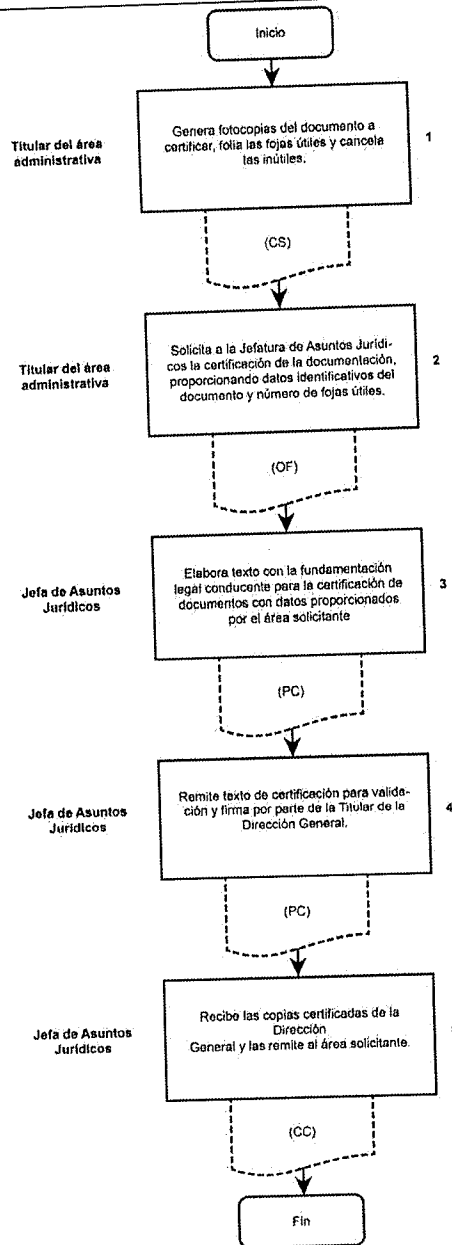 Inicio
Titular del área
administrativa
Genera fotocopias del documento a
certificar, folia las fojas útiles y cancela
las inútiles.
1
(CS)
Titular del área
administrativa
Solicita a la Jefatura de Asuntos Jurídi-
cos la certificación de la documentación,
proporcionando datos identificativos del
documento y número de fojas útiles.
2
(OF)
Jefa de Asuntos
Jurídicos
Elabora texto con la fundamentación
legal conducente para la certificación de
documentos con datos proporcionados
por el área solicitante
3
(PC)
Jefa de Asuntos
Jurídicos
Remite texto de certificación para valida-
ción y firma por parte de la Titular de la
Dirección General.
4
(PC)
Jefa de Asuntos
Jurídicos
Recibe las copias certificadas de la
Dirección
General y las remite al área solicitante.
(CC)
Fin